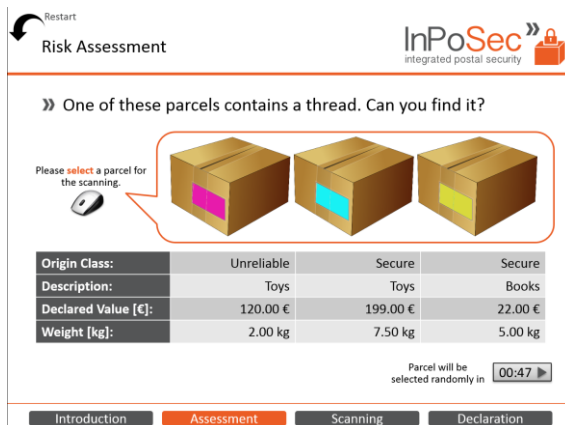 Restart
Risk Assessment
InPoSec»
integrated postal security
» One of these parcels contains a thread. Can you find it?
Please select a parcel for
the scanning.
Origin Class: Unreliable Secure Secure
Description: Toys Toys Books
Declared Value [€]: 120.00 € 199.00 € 22.00 €
Weight [kg]: 2.00 kg 7.50 kg 5.00 kg
Parcel will be
selected randomly in 00:47
Introduction Assessment Scanning Declaration